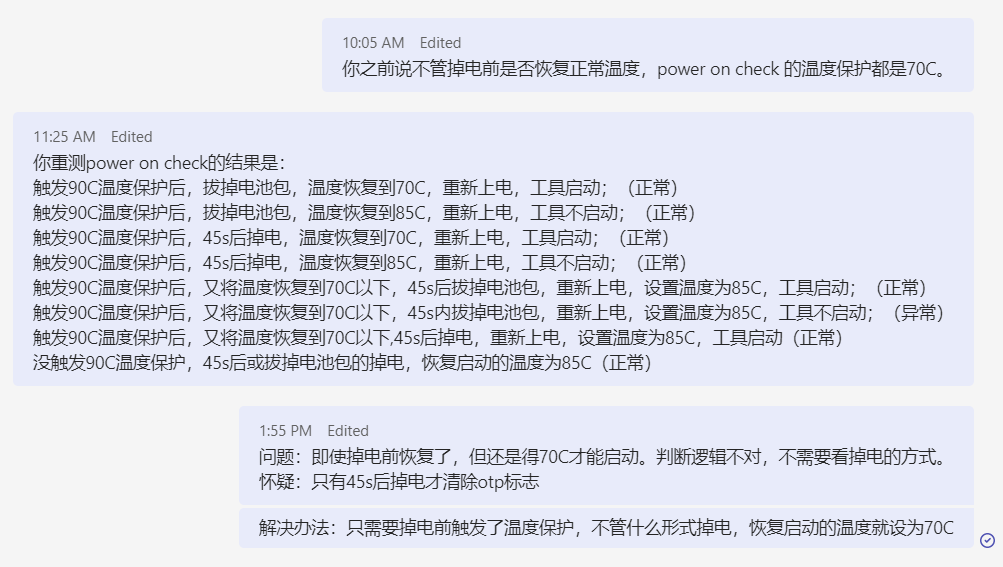 10:05 AM Edited
你之前说不管掉电前是否恢复正常温度，power on check 的温度保护都是70C。
11:25 AM Edited
你重测power on check的结果是：
触发90C温度保护后，拔掉电池包，温度恢复到70C，重新上电，工具启动；（正常）
触发90C温度保护后，拔掉电池包，温度恢复到85C，重新上电，工具不启动；（正常）
触发90C温度保护后，45s后掉电，温度恢复到70C，重新上电，工具启动；（正常）
触发90C温度保护后，45s后掉电，温度恢复到85C，重新上电，工具不启动；（正常）
触发90C温度保护后，又将温度恢复到70C以下，45s后拔掉电池包，重新上电，设置温度为85C，工具启动；（正常）
触发90C温度保护后，又将温度恢复到70C以下，45s内拔掉电池包，重新上电，设置温度为85C，工具不启动；（异常）
触发90C温度保护后，又将温度恢复到70C以下,45s后掉电，重新上电，设置温度为85C，工具启动（正常）
没触发90C温度保护，45s后或拔掉电池包的掉电，恢复启动的温度为85C（正常）
1:55 PM Edited
问题：即使掉电前恢复了，但还是得70C才能启动。判断逻辑不对，不需要看掉电的方式。
怀疑：只有45s后掉电才清除otp标志
解决办法：只需要掉电前触发了温度保护，不管什么形式掉电，恢复启动的温度就设为70C